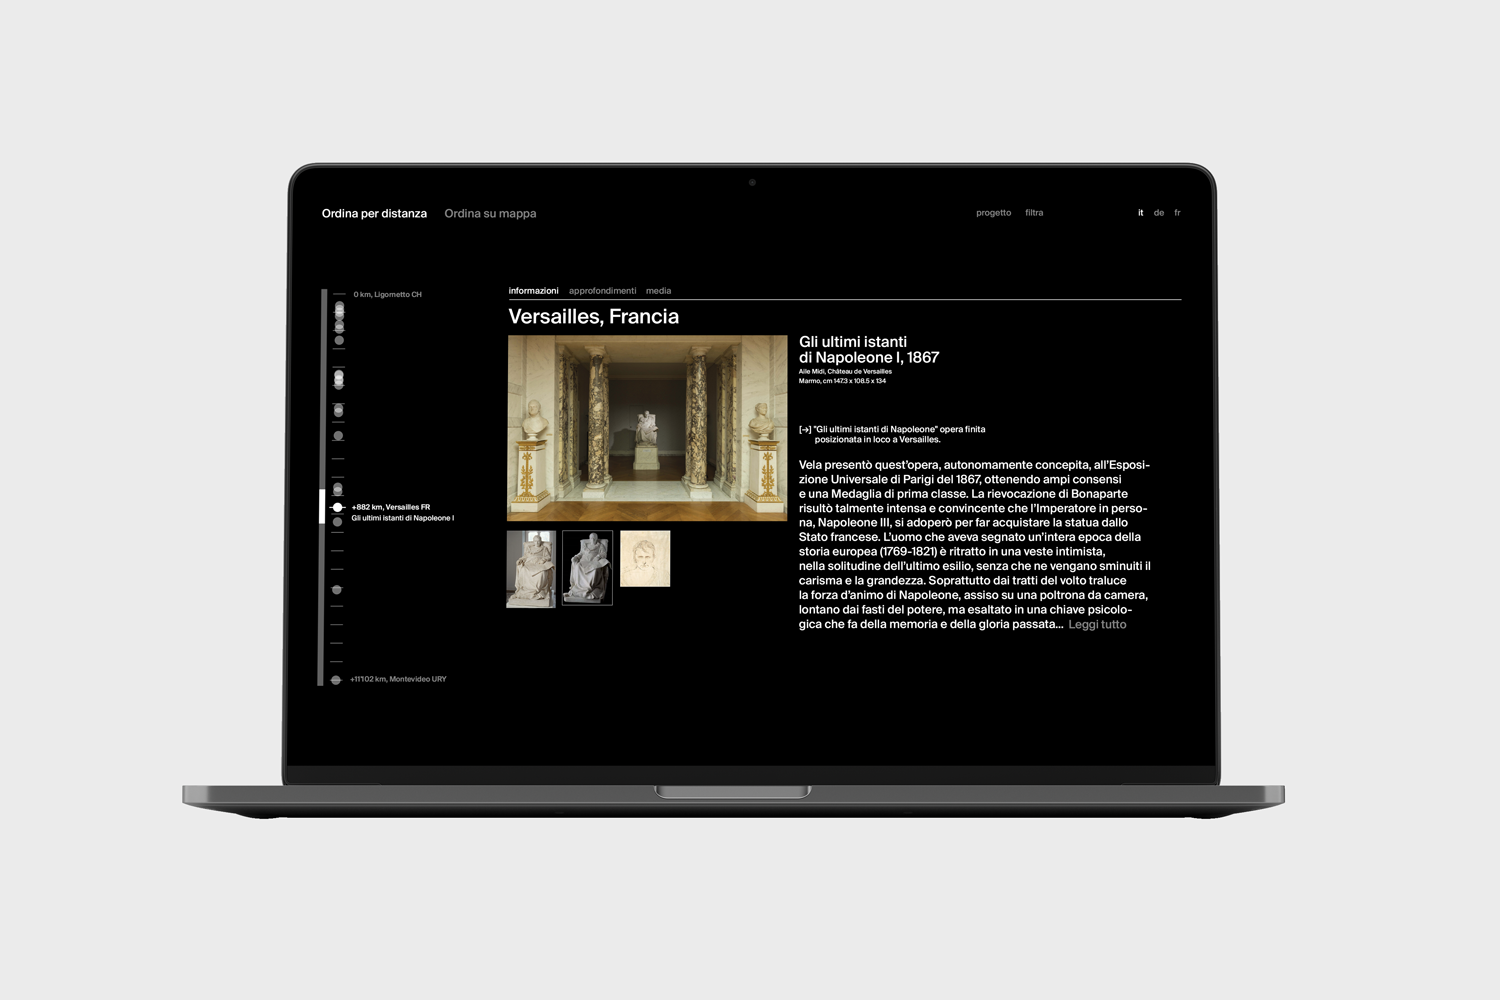 Ordina per distanza Ordina su mappa progetto filtra it de fr
0 km, Ligornetto CH
+882 km, Versailles FR
Gli ultimi istanti di Napoleone I
+11'102 km, Montevideo URY
informazioni approfondimenti media
Versailles, Francia
Gli ultimi istanti
di Napoleone I, 1867
Aile Midi, Château de Versailles
Marmo, cm 147.3 x 108.5 x 134
[→] "Gli ultimi istanti di Napoleone" opera finita
posizionata in loco a Versailles.
Vela presentò quest'opera, autonomamente concepita, all'Esposi-
zione Universale di Parigi del 1867, ottenendo ampi consensi
e una Medaglia di prima classe. La rievocazione di Bonaparte
risultò talmente intensa e convincente che l'Imperatore in perso-
na, Napoleone III, si adoperò per far acquistare la statua dallo
Stato francese. L'uomo che aveva segnato un'intera epoca della
storia europea (1769-1821) è ritratto in una veste intimista,
nella solitudine dell'ultimo esilio, senza che ne vengano sminuiti il
carisma e la grandezza. Soprattutto dai tratti del volto traluce
la forza d'animo di Napoleone, assiso su una poltrona da camera,
lontano dai fasti del potere, ma esaltato in una chiave psicolo-
gica che fa della memoria e della gloria passata... Leggi tutto